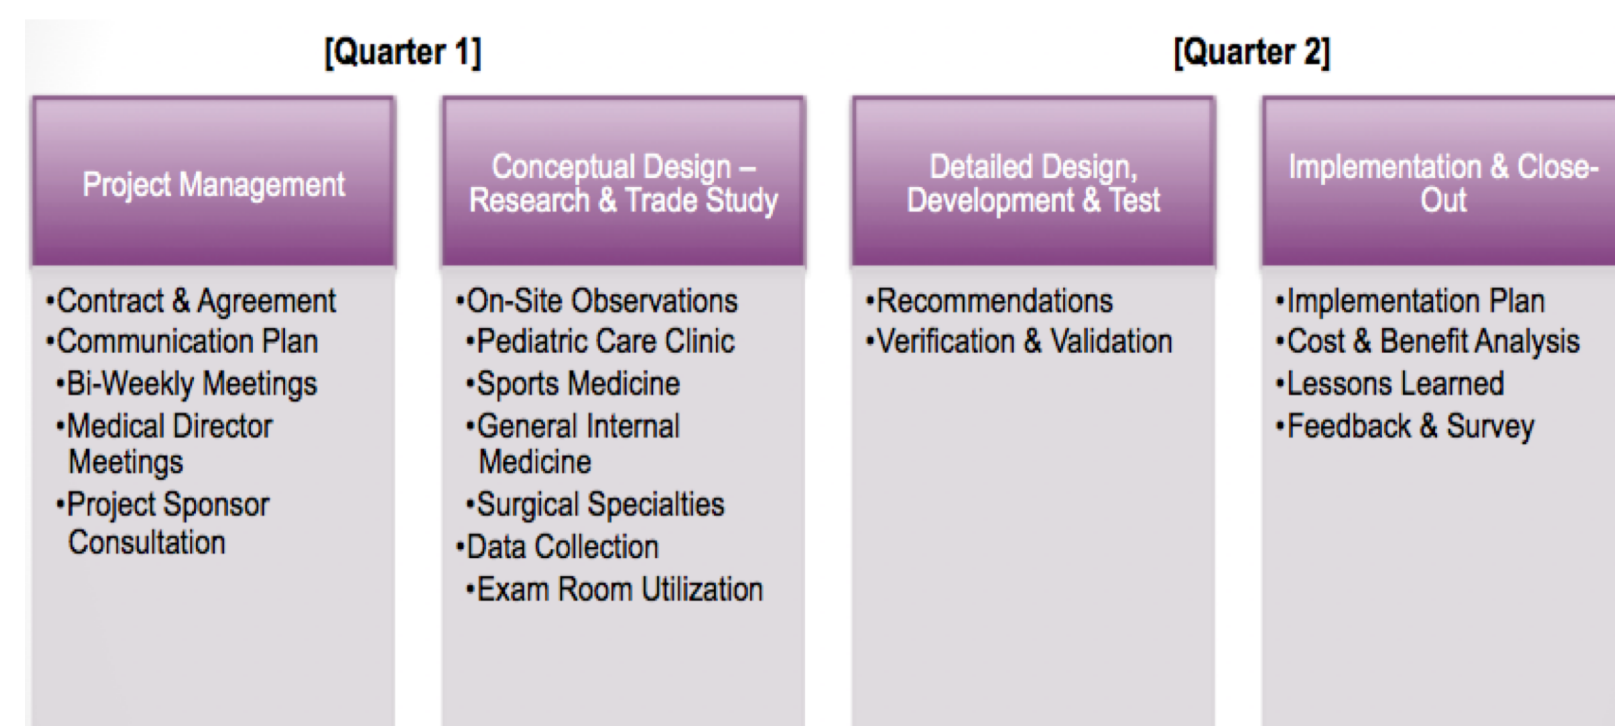 [Quarter 1]
[Quarter 2]
Project Management
•Contract & Agreement
•Communication Plan
•Bi-Weekly Meetings
•Medical Director
Meetings
•Project Sponsor
Consultation
Conceptual Design –
Research & Trade Study
•On-Site Observations
•Pediatric Care Clinic
•Sports Medicine
•General Internal
Medicine
•Surgical Specialties
•Data Collection
•Exam Room Utilization
Detailed Design,
Development & Test
•Recommendations
•Verification & Validation
Implementation & Close-
Out
•Implementation Plan
•Cost & Benefit Analysis
•Lessons Learned
•Feedback & Survey